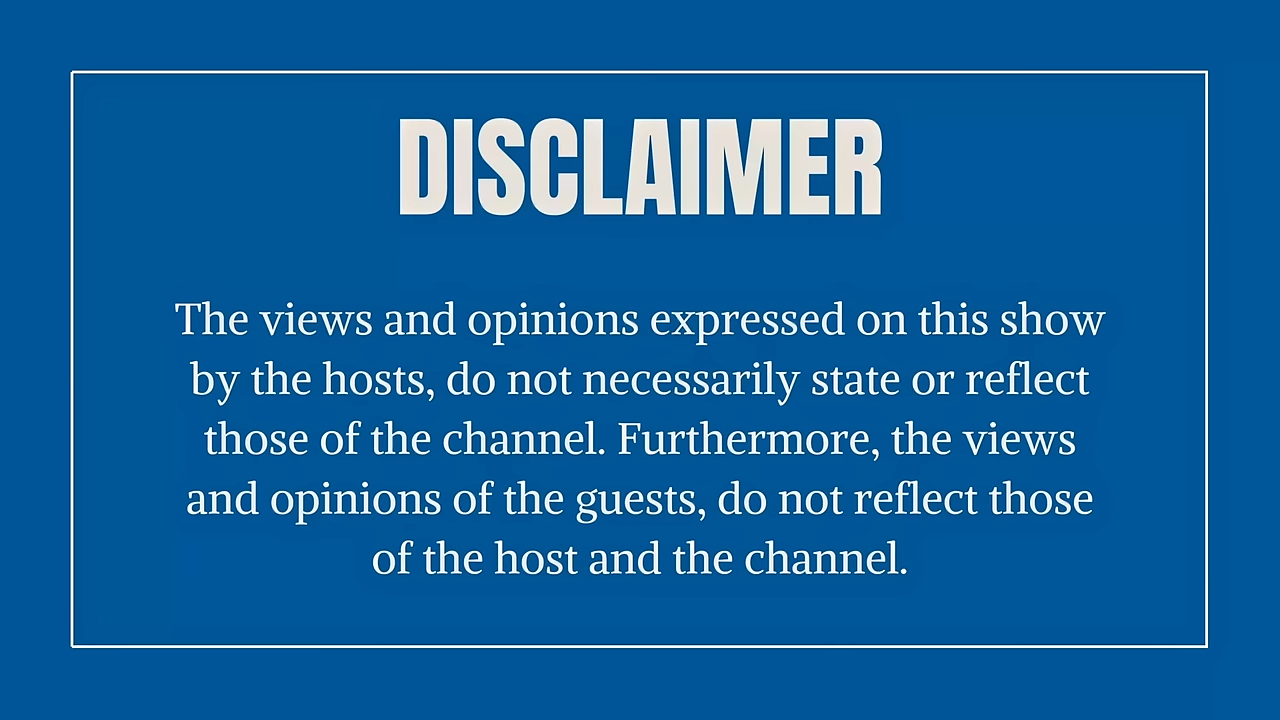 DISCLAIMER
The views and opinions expressed on this show
by the hosts, do not necessarily state or reflect
those of the channel. Furthermore, the views
and opinions of the guests, do not reflect those
of the host and the channel.